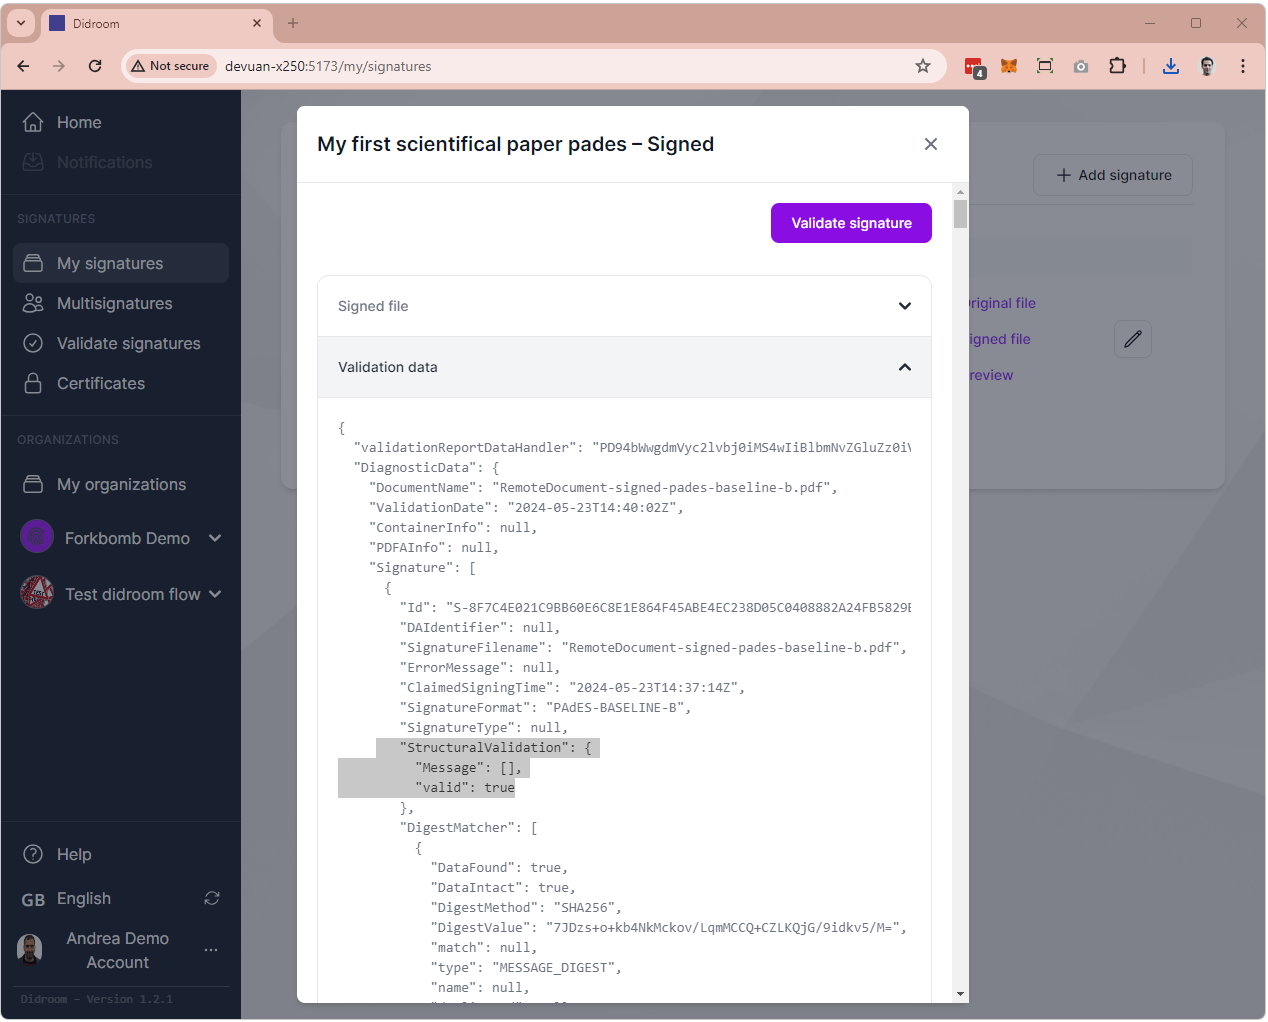 Didroom
Not secure
devuan-x250:5173/my/signatures
4
Home
Notifications
SIGNATURES
My signatures
Multisignatures
Validate signatures
Certificates
ORGANIZATIONS
My organizations
Forkbomb Demo
Test didroom flow
Help
GB English
Andrea Demo
Account
Didroom - Version 1.2.1
My first scientifical paper pades – Signed
Add signature
Validate signature
Signed file
Validation data
{
"validationReportDataHandler": "PD94bWwgdmVyc2lvbj0iMS4wIiBlbmNvZGluZz0iV
"DiagnosticData": {
"DocumentName": "RemoteDocument-signed-pades-baseline-b.pdf",
"ValidationDate": "2024-05-23T14:40:02Z",
"ContainerInfo": null,
"PDFAInfo": null,
"Signature": [
{
"Id": "S-8F7C4E021C9BB60E6C8E1E864F45ABE4EC238D05C0408882A24FB5829E
"DAIdentifier": null,
"SignatureFilename": "RemoteDocument-signed-pades-baseline-b.pdf",
"ErrorMessage": null,
"ClaimedSigningTime": "2024-05-23T14:37:14Z",
"SignatureFormat": "PAdES-BASELINE-B",
"SignatureType": null,
"StructuralValidation": {
"Message": [],
"valid": true
},
"DigestMatcher": [
{
"DataFound": true,
"DataIntact": true,
"DigestMethod": "SHA256",
"DigestValue": "7JDzs+o+kb4NkMckov/LqmMCCQ+CZLKQjG/9idkv5/M=",
"match": null,
"type": "MESSAGE_DIGEST",
"name": null,
riginal file
igned file
review